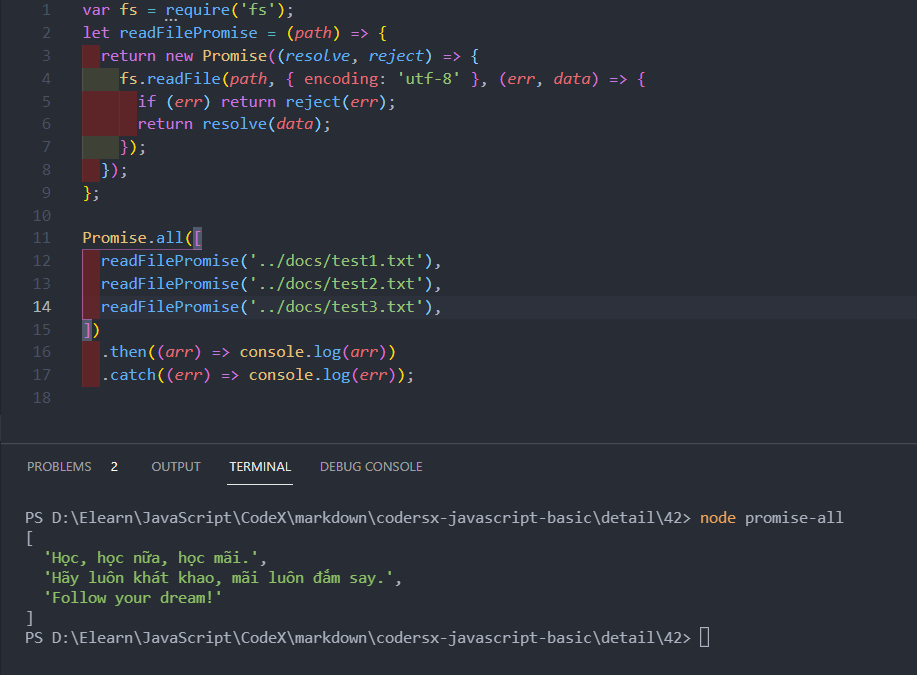 1 var fs = require('fs');
2 let readFilePromise = (path) => {
3 return new Promise((resolve, reject) => {
4 fs.readFile(path, { encoding: 'utf-8' }, (err, data) => {
5 if (err) return reject(err);
6 return resolve(data);
7 });
8 });
9 };
10
11 Promise.all([
12 readFilePromise('../docs/test1.txt'),
13 readFilePromise('../docs/test2.txt'),
14 readFilePromise('../docs/test3.txt'),
15 ])
16 .then((arr) => console.log(arr))
17 .catch((err) => console.log(err));
18
PROBLEMS 2 OUTPUT TERMINAL DEBUG CONSOLE
PS D:\Elearn\JavaScript\CodeX\markdown\codersx-javascript-basic\detail\42> node promise-all
[
'Học, học nữa, học mãi.',
'Hãy luôn khát khao, mãi luôn đắm say.',
'Follow your dream!'
]
PS D:\Elearn\JavaScript\CodeX\markdown\codersx-javascript-basic\detail\42>